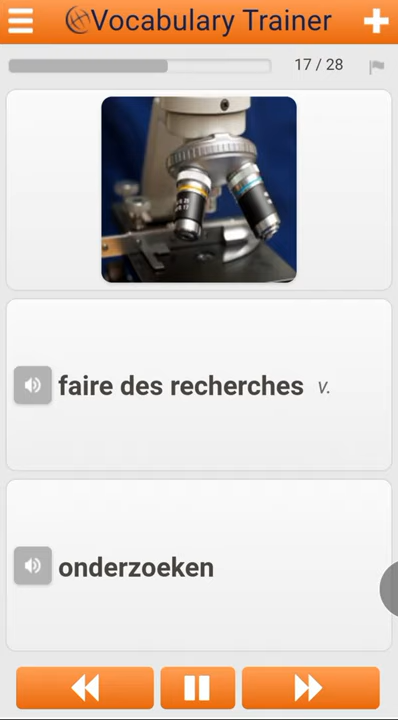 Vocabulary Trainer
17 / 28
faire des recherches v.
onderzoeken